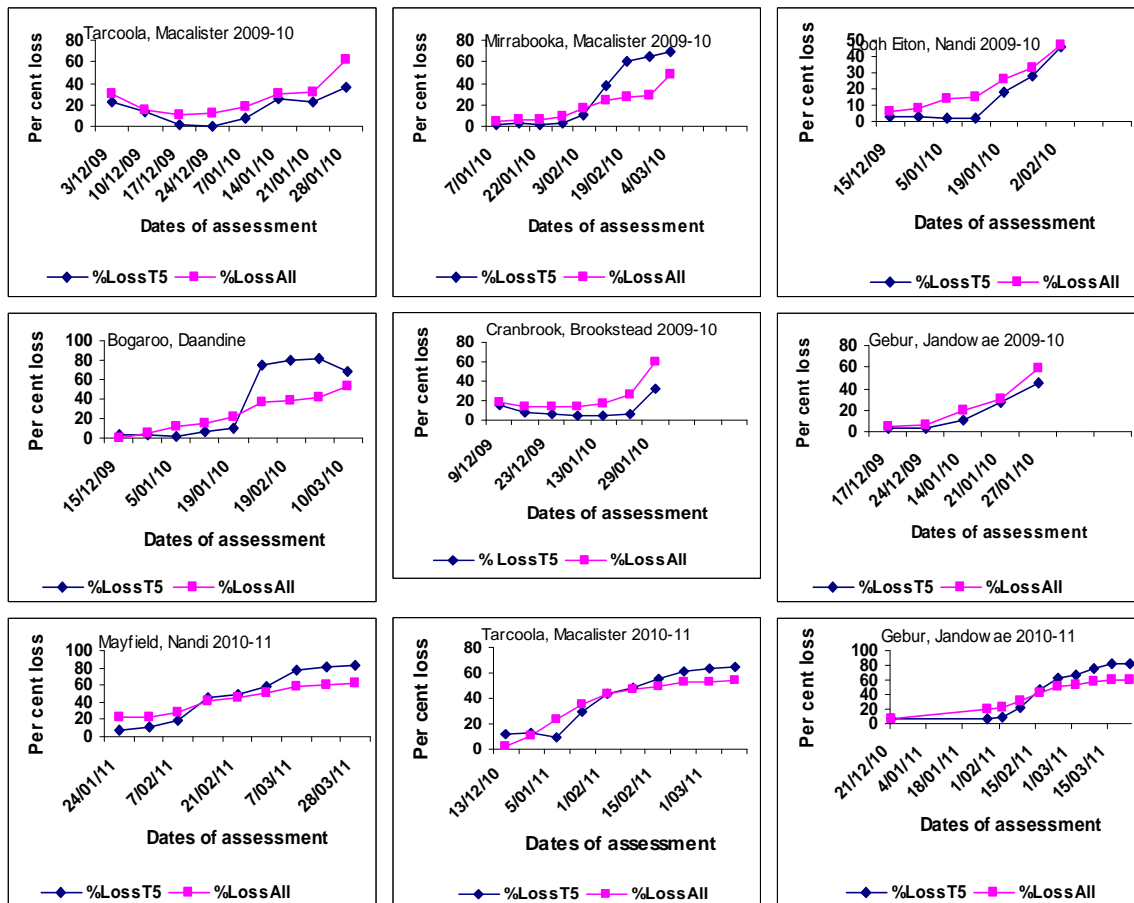 Tarcoola, Macalister 2009-10
Per cent loss
80
60
40
20
0
3/12/09
10/12/09
17/12/09
24/12/09
7/01/10
14/01/10
21/01/10
28/01/10
Dates of assessment
%LossT5 %LossAll
Mirrabooka, Macalister 2009-10
Per cent loss
80
60
40
20
0
7/01/10
22/01/10
3/02/10
19/02/10
4/03/10
Dates of assessment
%LossT5 %LossAll
Eiton, Nandi 2009-10
Per cent loss
50
40
30
20
10
0
15/12/09
5/01/10
19/01/10
2/02/10
Dates of assessment
%LossT5 %LossAll
Bogaroo, Daandine
Per cent loss
100
80
60
40
20
0
15/12/09
5/01/10
19/01/10
19/02/10
10/03/10
Dates of assessment
%LossT5 %LossAll
Cranbrook, Brookstead 2009-10
Per cent loss
80
60
40
20
0
9/12/09
23/12/09
13/01/10
29/01/10
Dates of assessment
% LossT5 %LossAll
Gebur, Jandow ae 2009-10
Per cent loss
80
60
40
20
0
17/12/09
24/12/09
14/01/10
21/01/10
27/01/10
Dates of assessment
%LossT5 %LossAll
Mayfield, Nandi 2010-11
Per cent loss
100
80
60
40
20
0
24/01/11
7/02/11
21/02/11
7/03/11
28/03/11
Dates of assessment
%LossT5 %LossAll
Tarcoola, Macalister 2010-11
Per cent loss
80
60
40
20
0
13/12/10
5/01/11
1/02/11
15/02/11
1/03/11
Dates of assessment
%LossT5 %LossAll
Gebur, Jandow ae 2010-11
Per cent loss
100
80
60
40
20
0
21/12/10
4/01/11
18/01/11
1/02/11
15/02/11
1/03/11
15/03/11
Dates of assessment
%LossT5 %LossAll